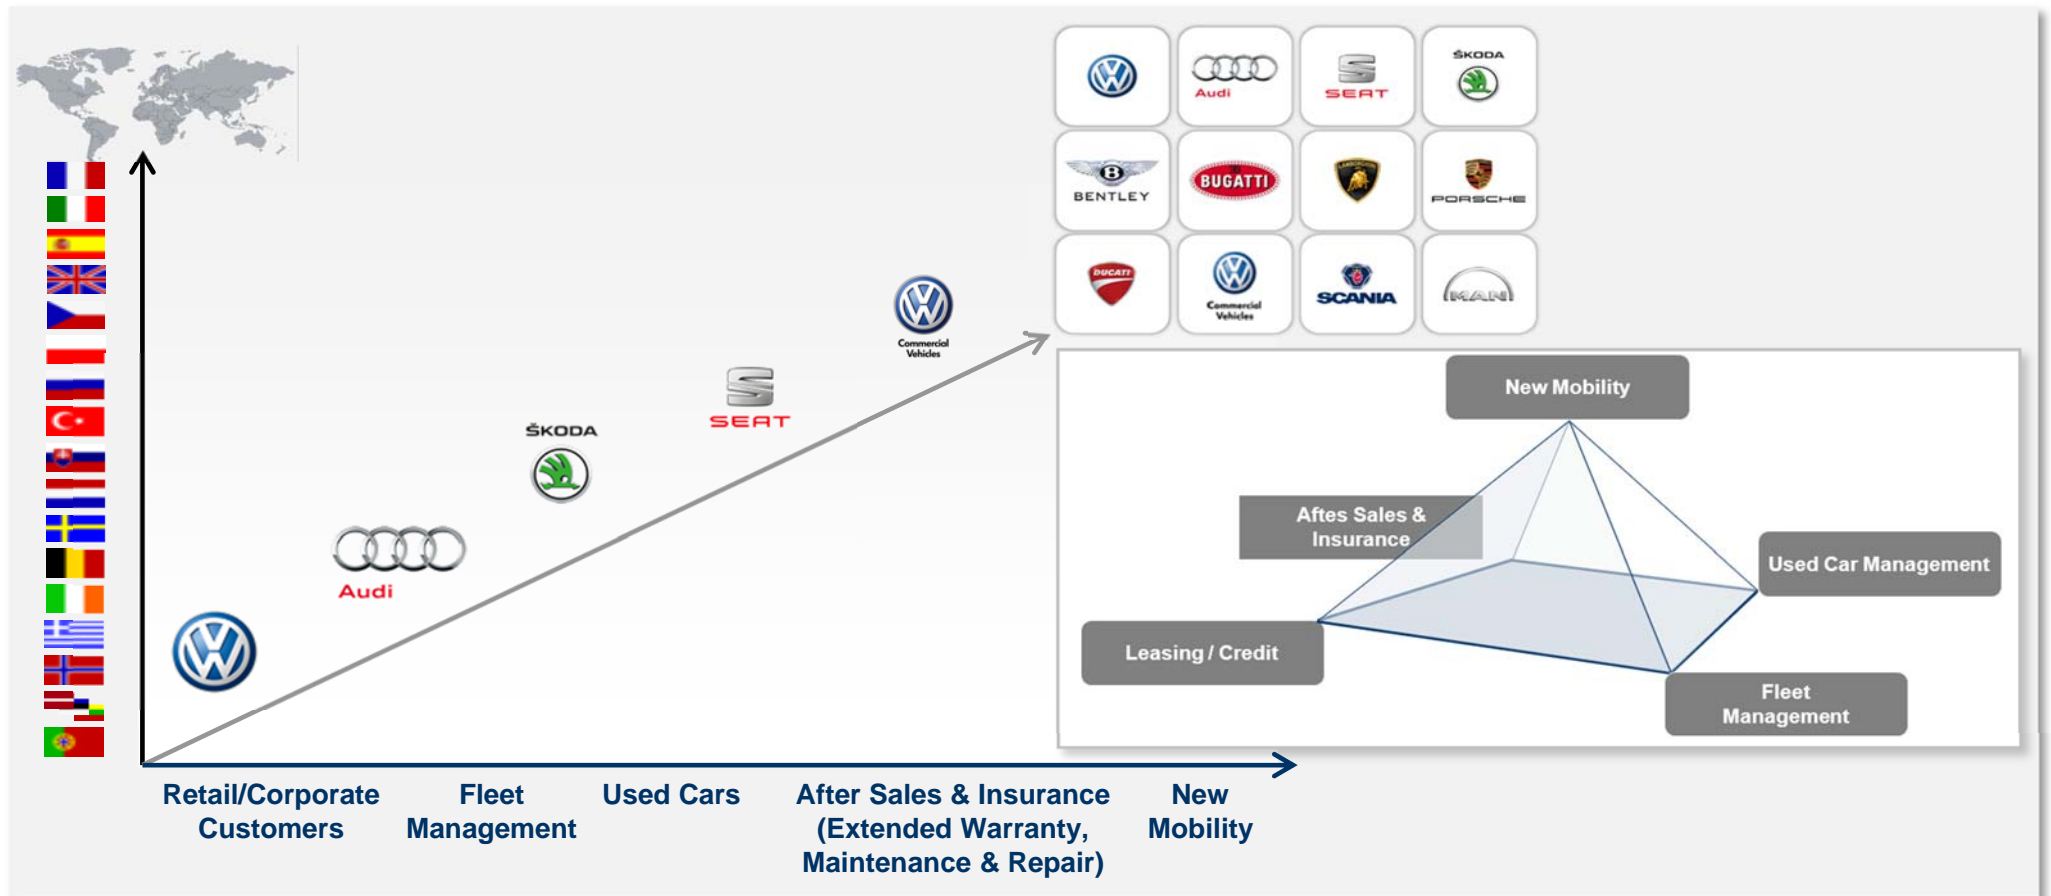 Audi
SEAT
ŠKODA
BENTLEY
BUGATTI
LAMBORGHINI
PORSCHE
DUCATI
Commercial
Vehicles
SCANIA
MAN
Commercial
Vehicles
SEAT
ŠKODA
Audi
New Mobility
Aftes Sales &
Insurance
Used Car Management
Leasing / Credit
Fleet
Management
Retail/Corporate
Customers
Fleet
Management
Used Cars
After Sales & Insurance
(Extended Warranty,
Maintenance & Repair)
New
Mobility